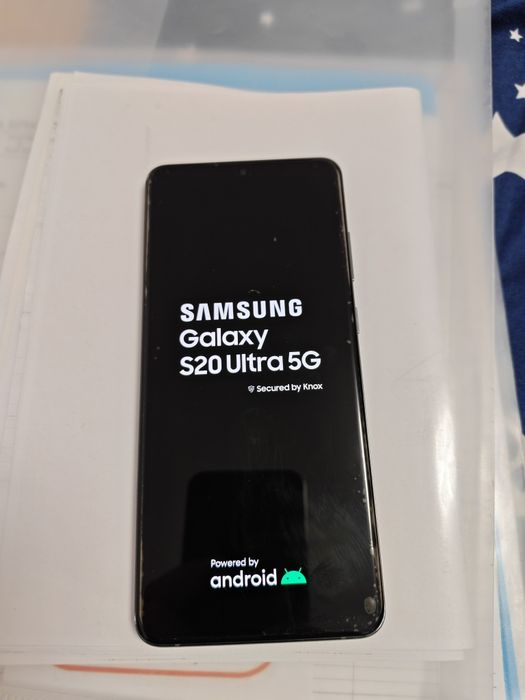 SAMSUNG
Galaxy
S20 Ultra 5G
Secured by Knox
Powered by
android